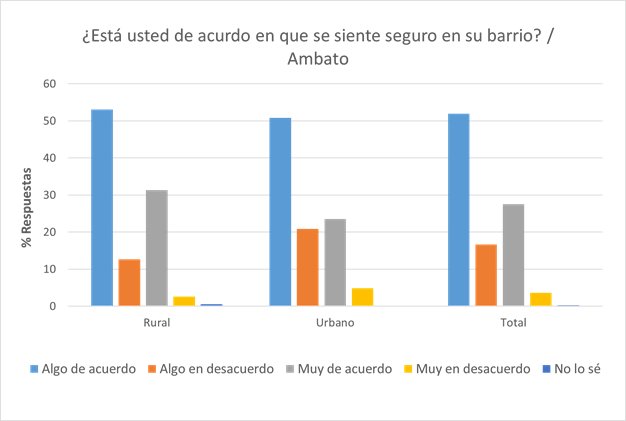 ¿Está usted de acurdo en que se siente seguro en su barrio? /
Ambato
60
50
40
30
20
10
0
% Respuestas
Rural Urbano Total
Algo de acuerdo Algo en desacuerdo Muy de acuerdo Muy en desacuerdo No lo sé